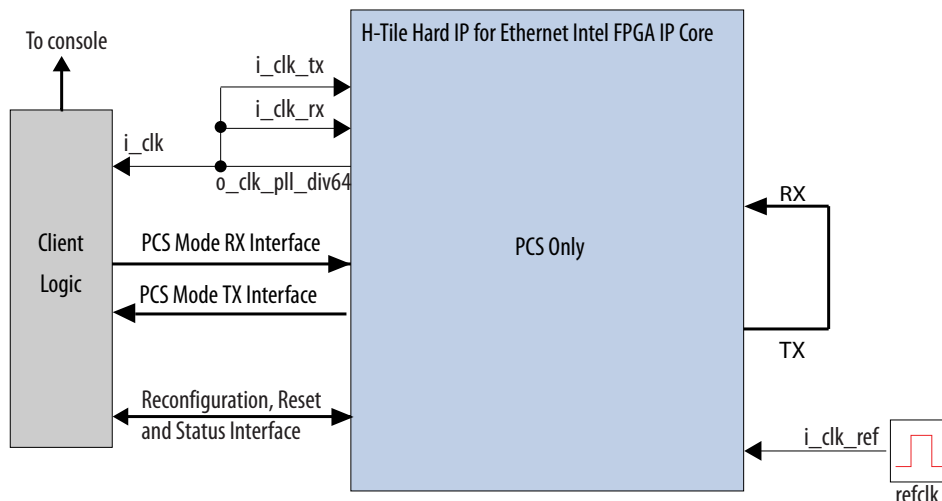 H-Tile Hard IP for Ethernet Intel FPGA IP Core
To console
i_clk_tx
i_clk_rx
i_clk
o_clk_pll_div64
Client
Logic
PCS Mode RX Interface
PCS Mode TX Interface
PCS Only
RX
TX
Reconfiguration, Reset
and Status Interface
i_clk_ref
refclk